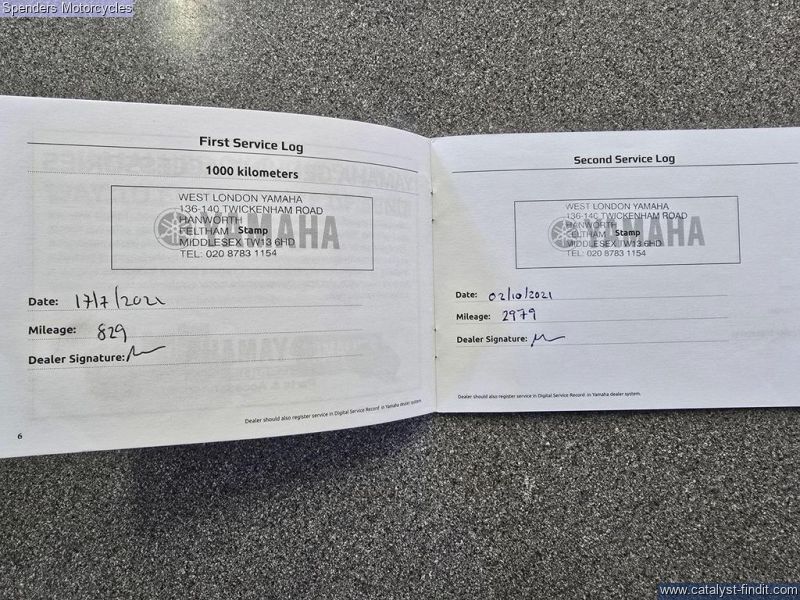 Spenders Motorcycles
First Service Log
1000 kilometers
WEST LONDON YAMAHA
136-140 TWICKENHAM ROAD
HANWORTH
FELTHAM Stamp
MIDDLESEX TW13 6HD
TEL: 020 8783 1154
YAMAHA
Date: 17/7/2021
Mileage: 829
Dealer Signature:
Dealer should also register service in Digital Service Record in Yamaha dealer system.
6
Second Service Log
WEST LONDON YAMAHA
136-140 TWICKENHAM ROAD
HANWORTH
FELTHAM Stamp
MIDDLESEX TW13 6HD
TEL: 020 8783 1154
YAMAHA
Date: 02/10/2021
Mileage: 2979
Dealer Signature:
Dealer should also register service in Digital Service Record in Yamaha dealer system.
www.catalyst-findit.com